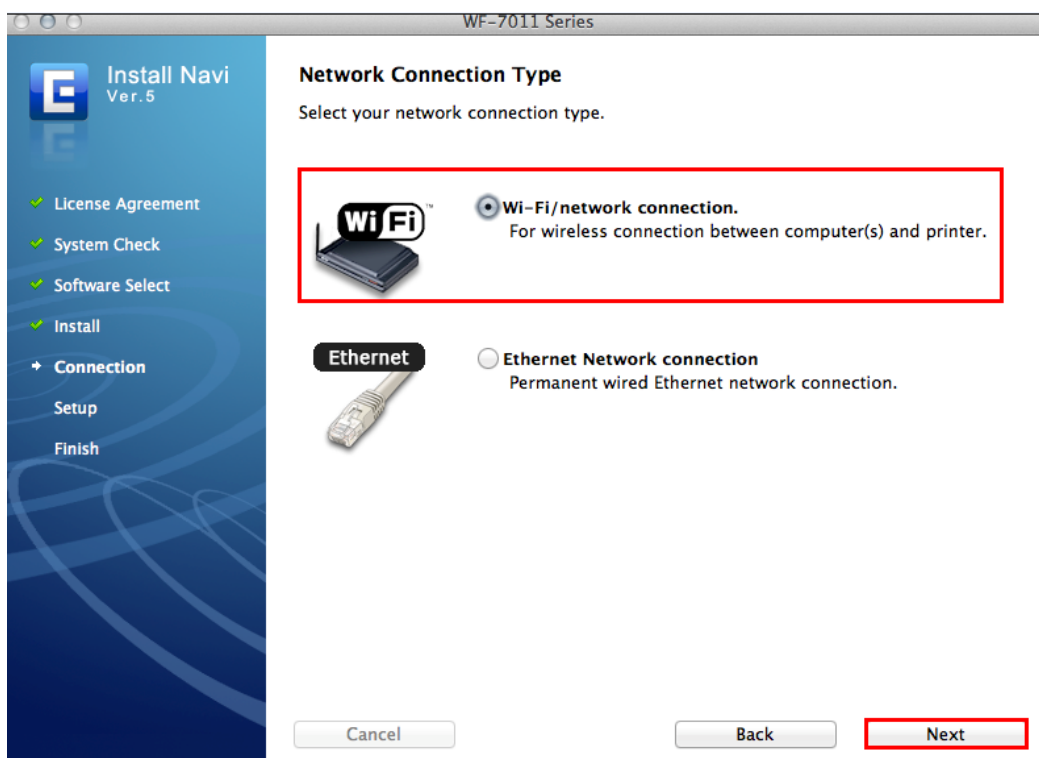 WF-7011 Series
E
Install Navi
Ver.5
License Agreement
System Check
Software Select
Install
Connection
Setup
Finish
Network Connection Type
Select your network connection type.
Wi Fi™
Wi-Fi/network connection.
For wireless connection between computer(s) and printer.
Ethernet
Ethernet Network connection
Permanent wired Ethernet network connection.
Cancel
Back
Next